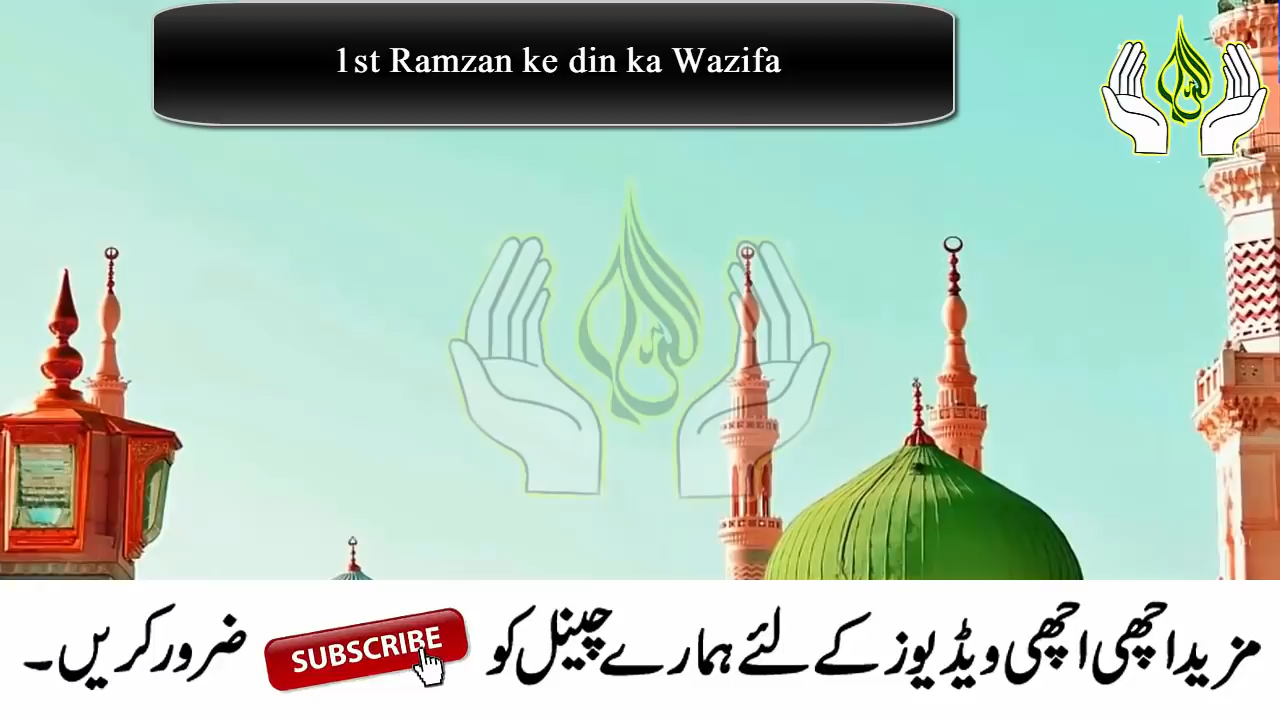 1st Ramzan ke din ka Wazifa
مزید اچھی اچھی ویڈیوز کے لئے ہمارے چینل کو SUBSCRIBE ضرور کریں۔